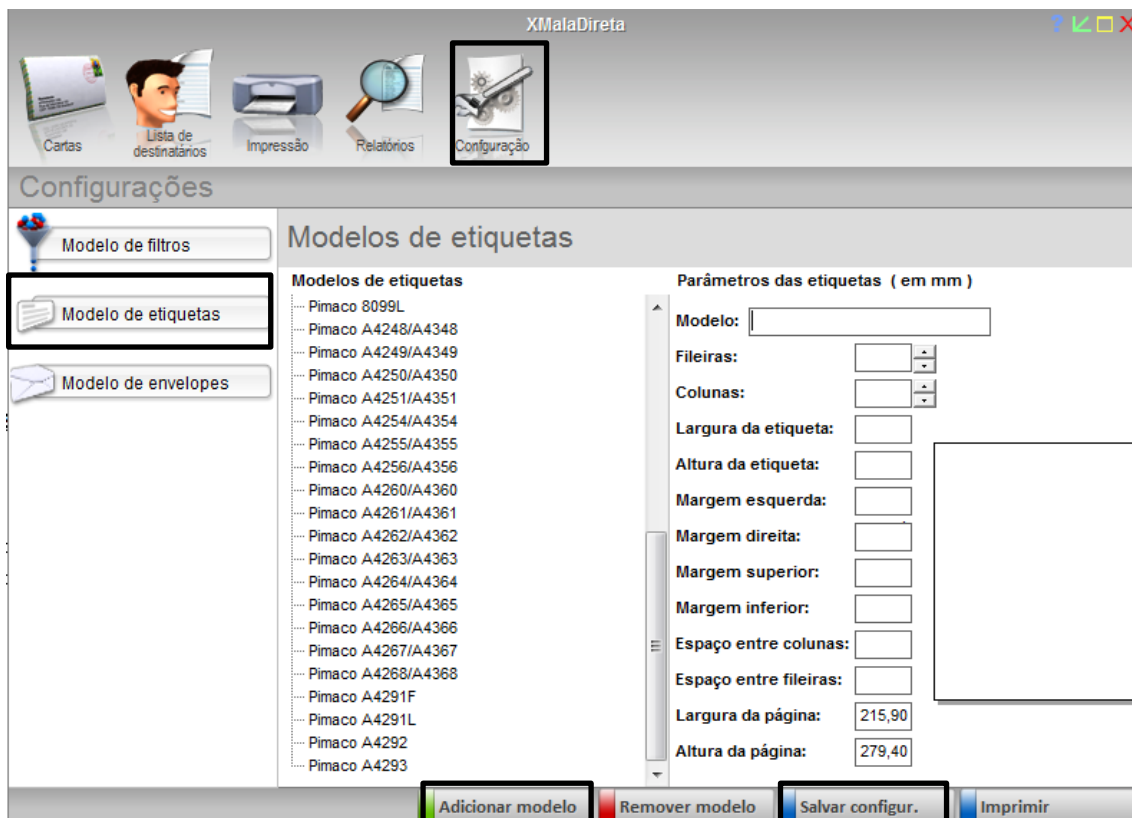 XMalaDireta
?
Cartas
Lista de
destinatários
Impressão
Relatórios
Confguração
Configurações
Modelo de filtros
Modelo de etiquetas
Modelo de envelopes
Modelos de etiquetas
Modelos de etiquetas
Pimaco 8099L
Pimaco A4248/A4348
Pimaco A4249/A4349
Pimaco A4250/A4350
Pimaco A4251/A4351
Pimaco A4254/A4354
Pimaco A4255/A4355
Pimaco A4256/A4356
Pimaco A4260/A4360
Pimaco A4261/A4361
Pimaco A4262/A4362
Pimaco A4263/A4363
Pimaco A4264/A4364
Pimaco A4265/A4365
Pimaco A4266/A4366
Pimaco A4267/A4367
Pimaco A4268/A4368
Pimaco A4291F
Pimaco A4291L
Pimaco A4292
Pimaco A4293
Parâmetros das etiquetas ( em mm )
Modelo:
Fileiras:
Colunas:
Largura da etiqueta:
Altura da etiqueta:
Margem esquerda:
Margem direita:
Margem superior:
Margem inferior:
Espaço entre colunas:
Espaço entre fileiras:
Largura da página: 215,90
Altura da página: 279,40
Adicionar modelo
Remover modelo
Salvar configur.
Imprimir